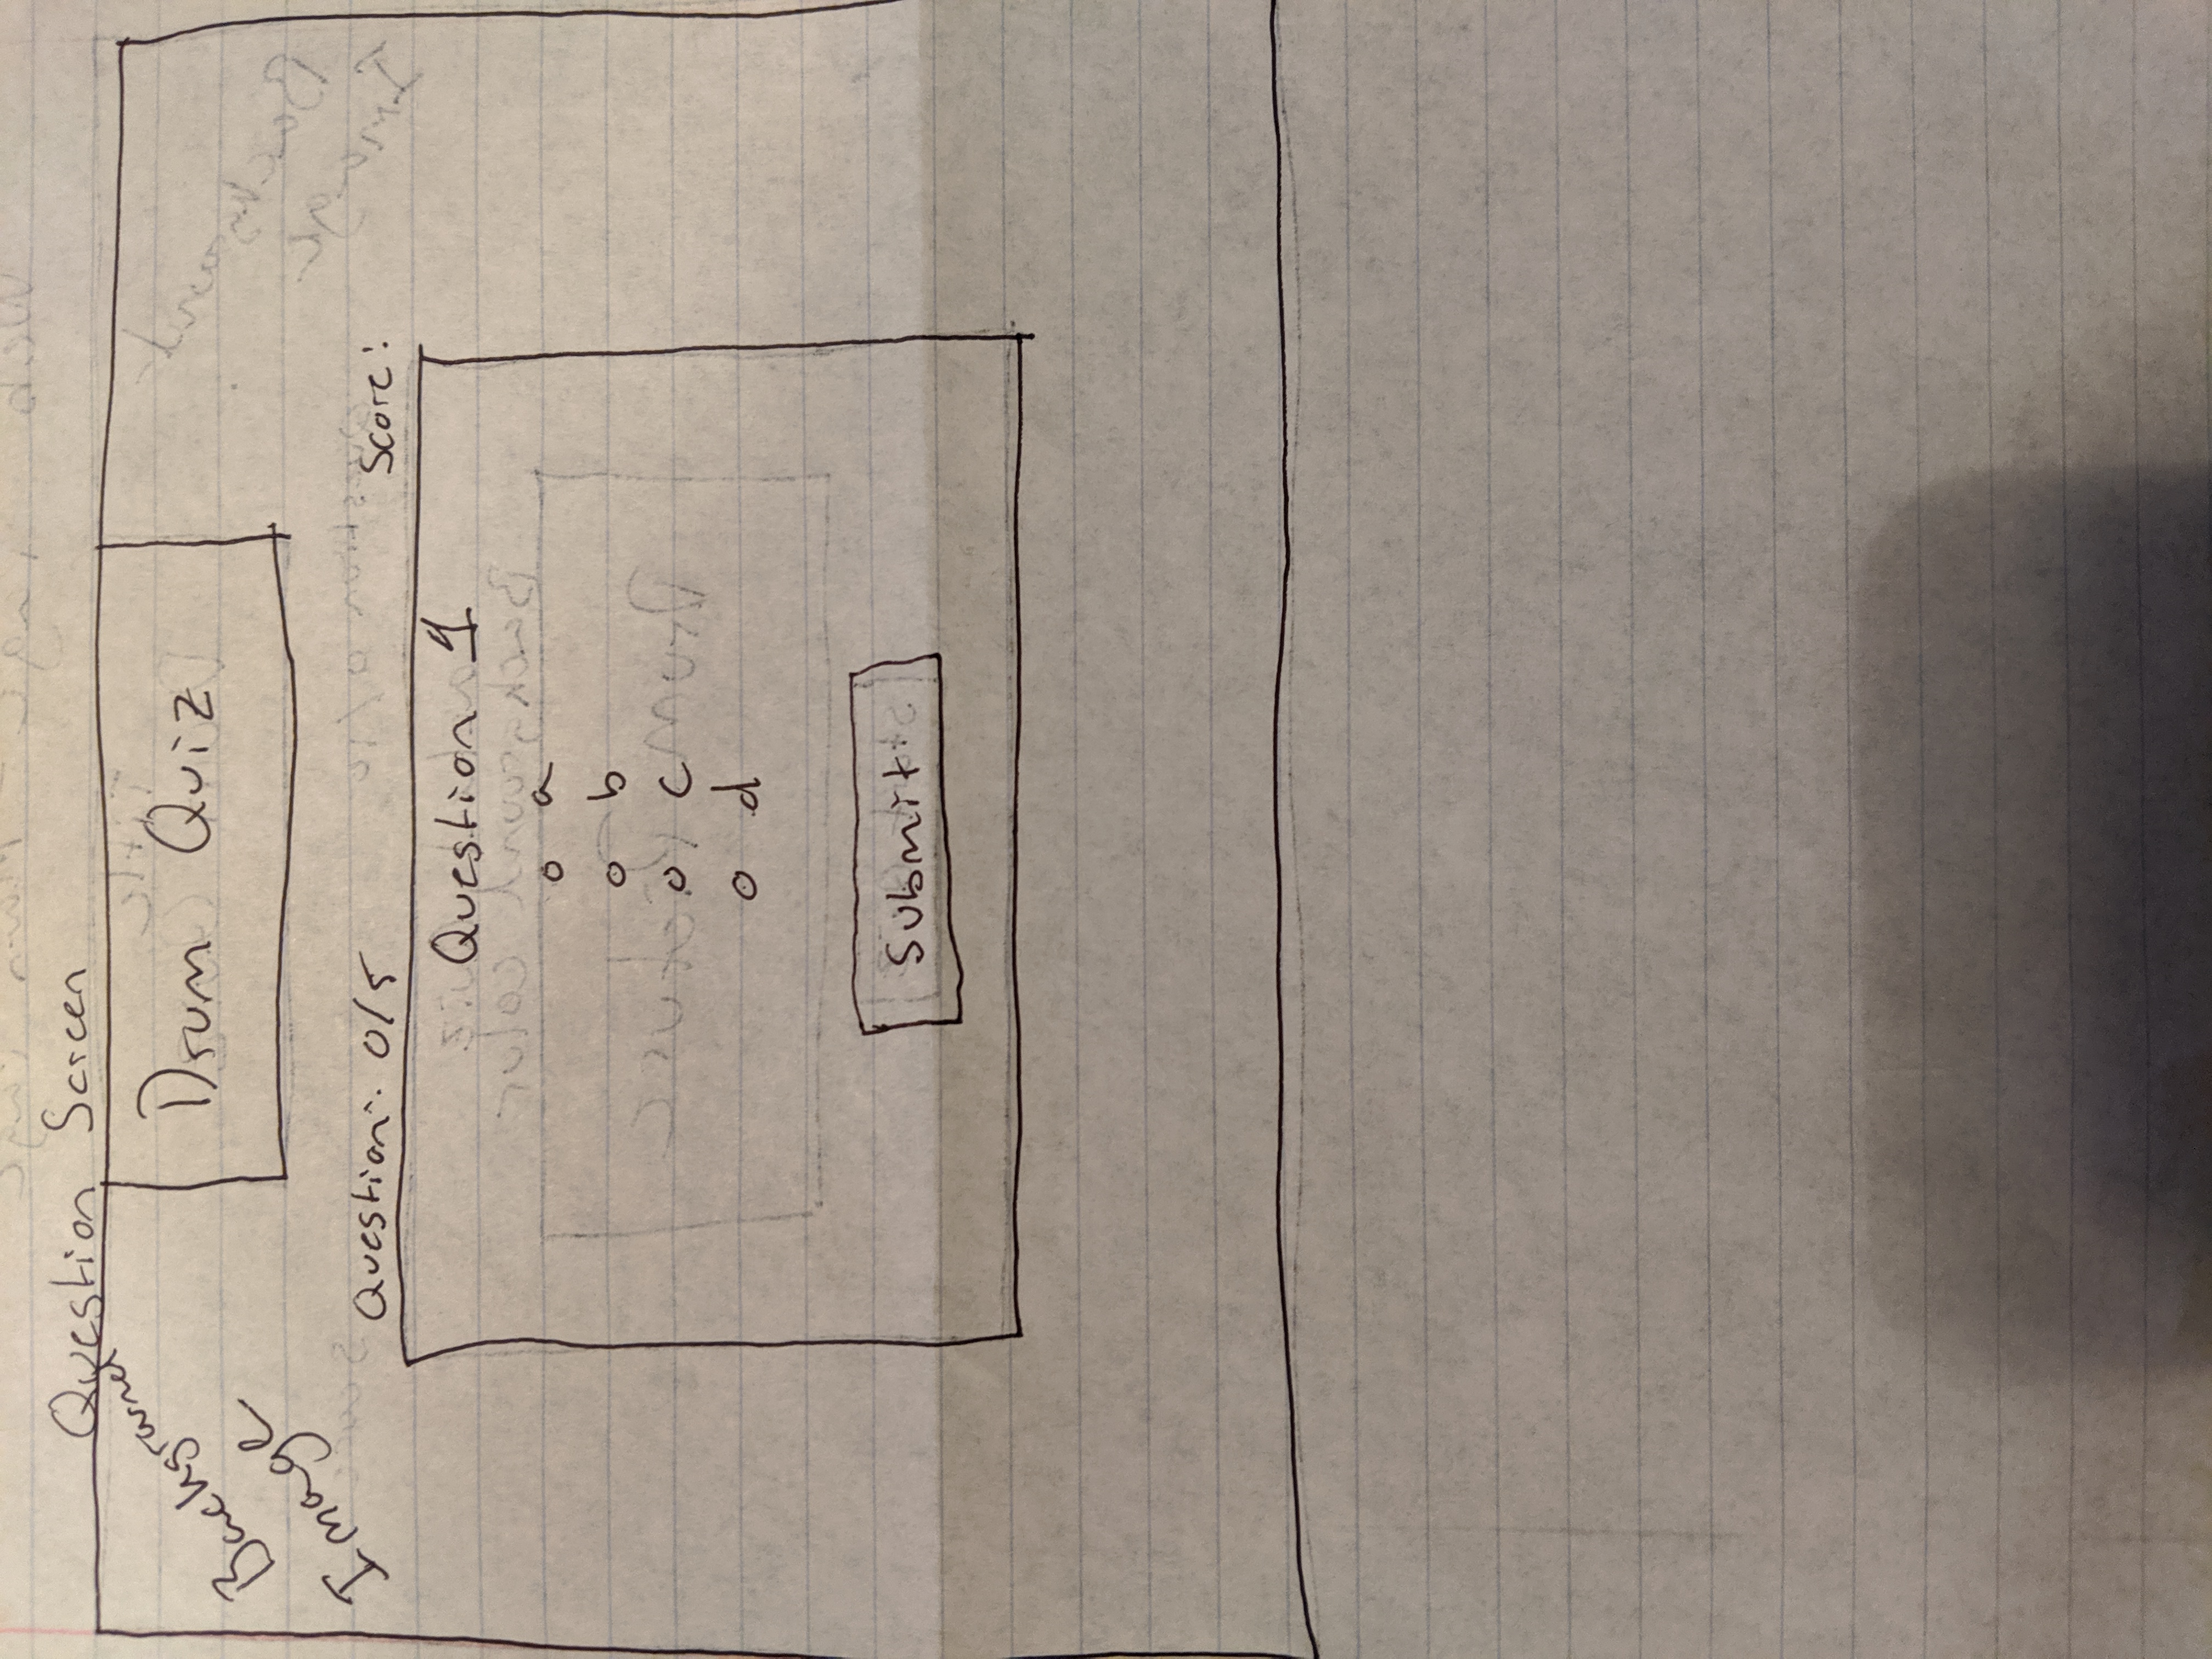 Question Screen
Background
Image
Drum Quiz
Question: 0/5 Score:
Question 1
o a
o b
o c
o d
Submit